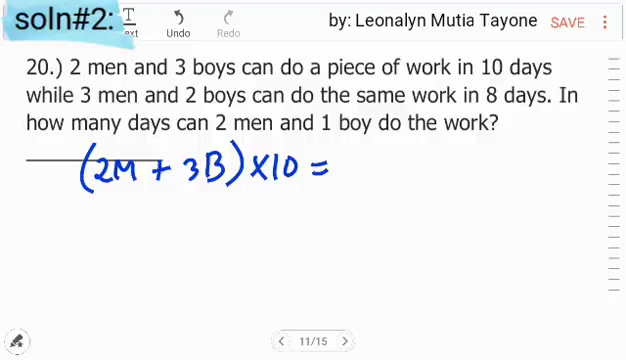 soln#2:
Text
Undo
Redo
by: Leonalyn Mutia Tayone
SAVE
20.) 2 men and 3 boys can do a piece of work in 10 days
while 3 men and 2 boys can do the same work in 8 days. In
how many days can 2 men and 1 boy do the work?
(2M + 3B) x 10 =
11/15